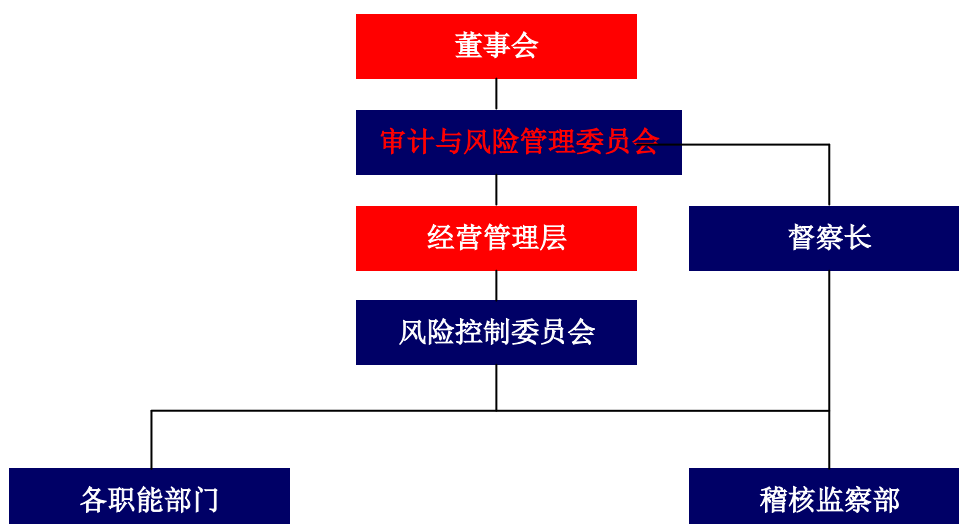 董事会
审计与风险管理委员会
经营管理层
督察长
风险控制委员会
各职能部门
稽核监察部